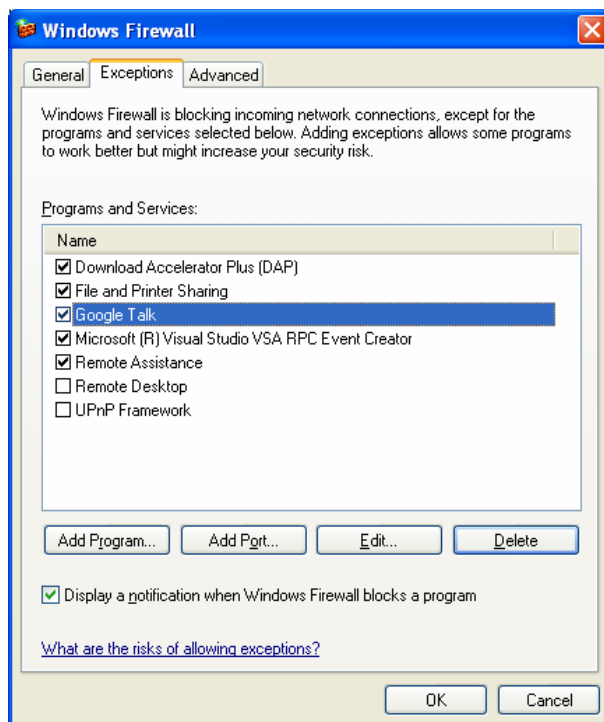 Windows Firewall
General Exceptions Advanced
Windows Firewall is blocking incoming network connections, except for the
programs and services selected below. Adding exceptions allows some programs
to work better but might increase your security risk.
Programs and Services:
Name
Download Accelerator Plus (DAP)
File and Printer Sharing
Google Talk
Microsoft (R) Visual Studio VSA RPC Event Creator
Remote Assistance
Remote Desktop
UPnP Framework
Add Program... Add Port... Edit... Delete
Display a notification when Windows Firewall blocks a program
What are the risks of allowing exceptions?
OK Cancel